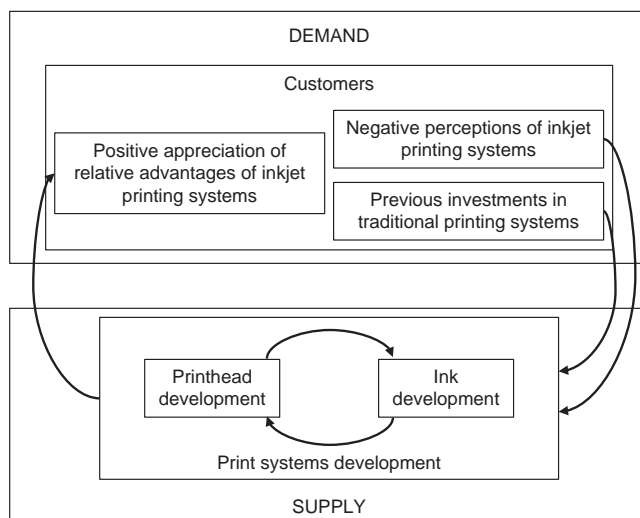 DEMAND
Customers
Positive appreciation of
relative advantages of inkjet
printing systems
Negative perceptions of inkjet
printing systems
Previous investments in
traditional printing systems
Printhead
development
Ink
development
Print systems development
SUPPLY